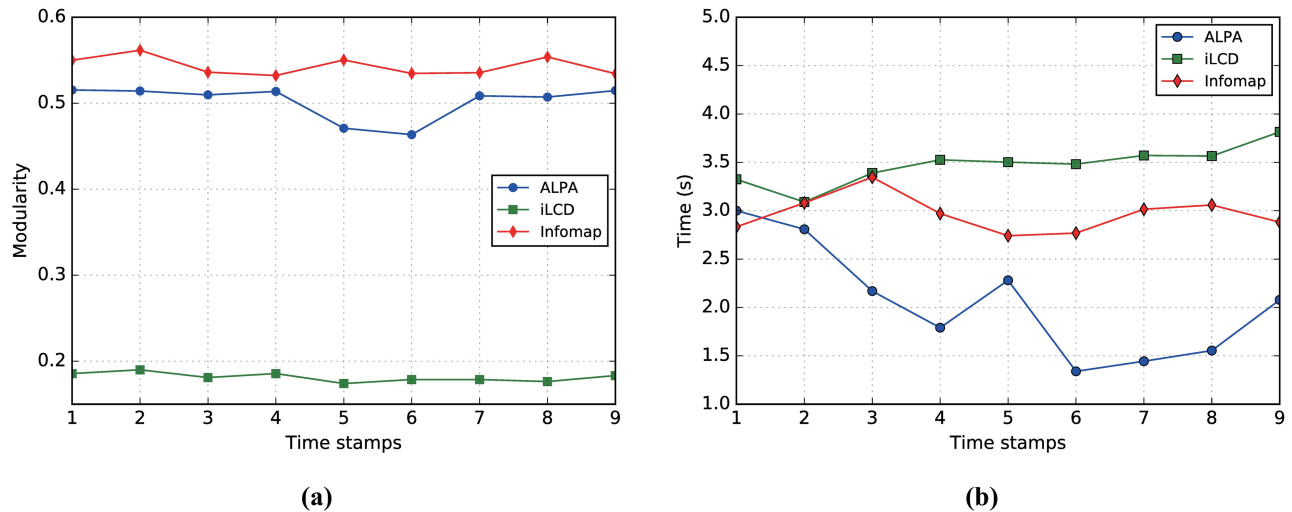 0.6
0.5
0.4
0.3
0.2
Modularity
ALPA
iLCD
Infomap
1 2 3 4 5 6 7 8 9
Time stamps
(a)
5.0
4.5
4.0
3.5
3.0
2.5
2.0
1.5
1.0
Time (s)
ALPA
iLCD
Infomap
1 2 3 4 5 6 7 8 9
Time stamps
(b)